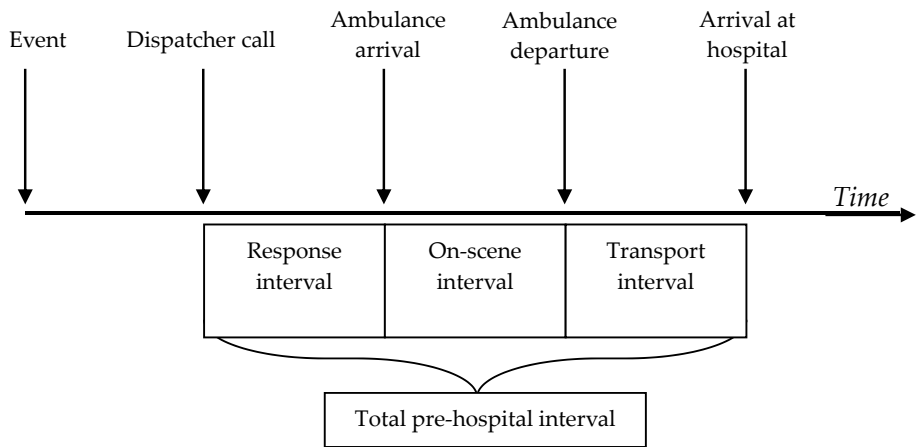 Event
Dispatcher call
Ambulance
arrival
Ambulance
departure
Arrival at
hospital
Time
Response
interval
On-scene
interval
Transport
interval
Total pre-hospital interval